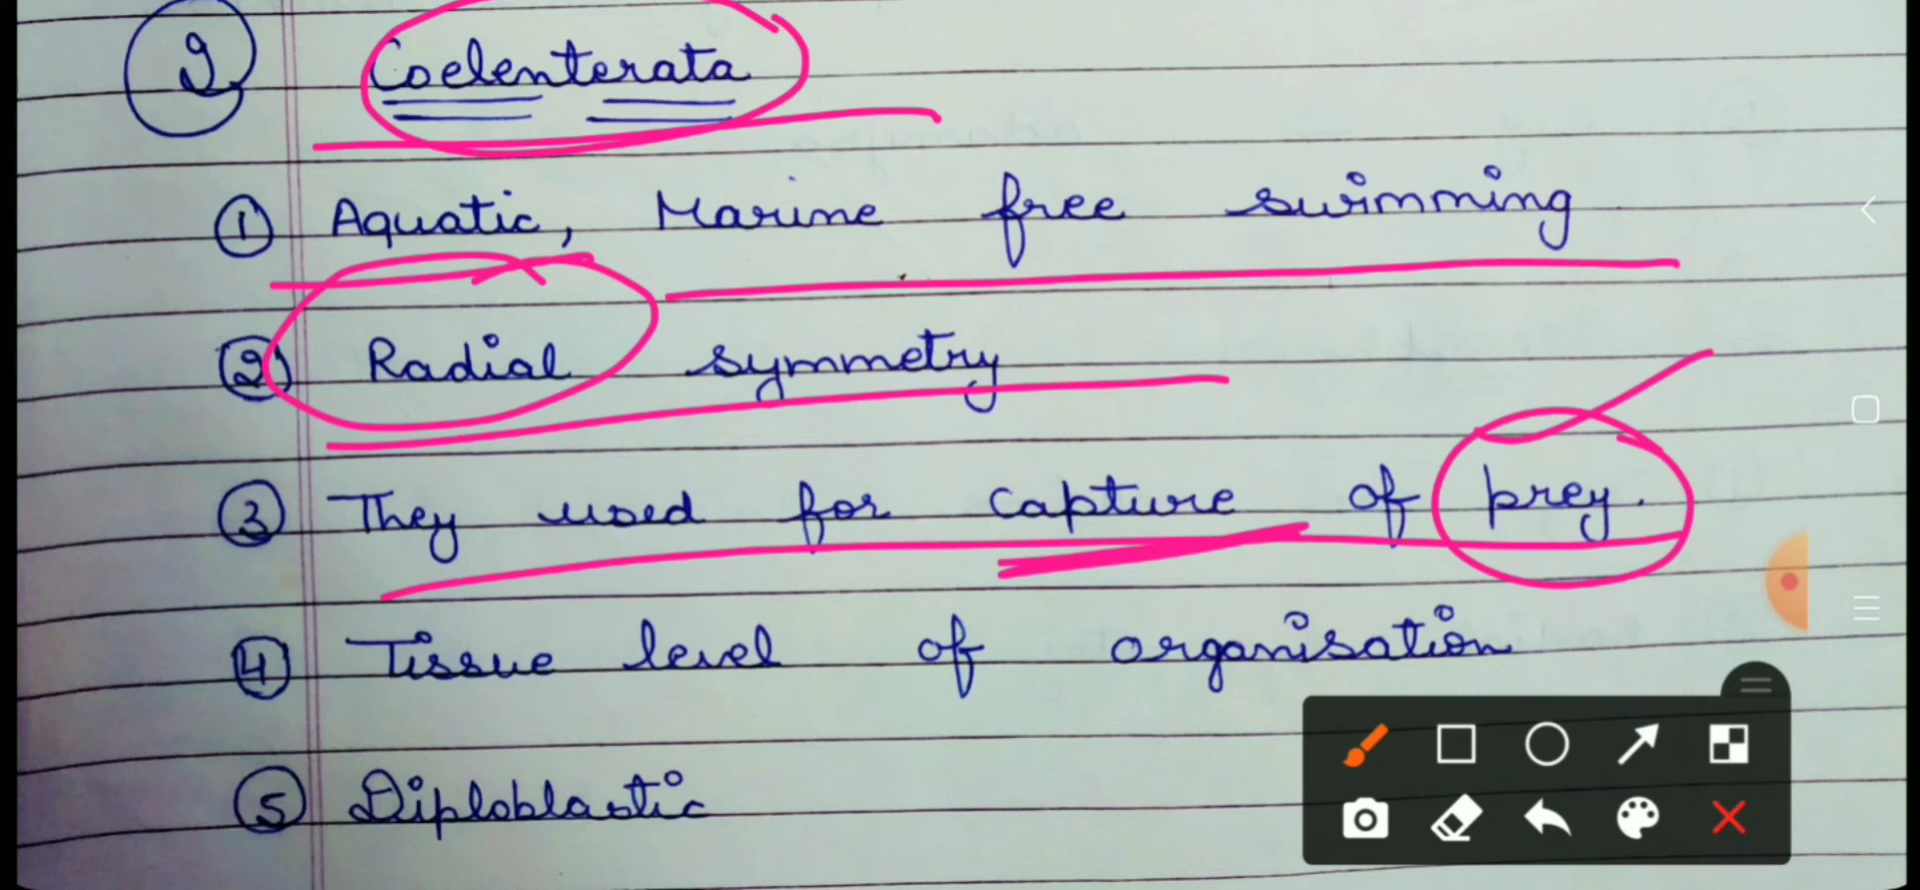 2 Coelenterata
1 Aquatic, Marine free swimming
2 Radial symmetry
3 They used for capture of prey.
4 Tissue level of organisation
5 Diploblastic